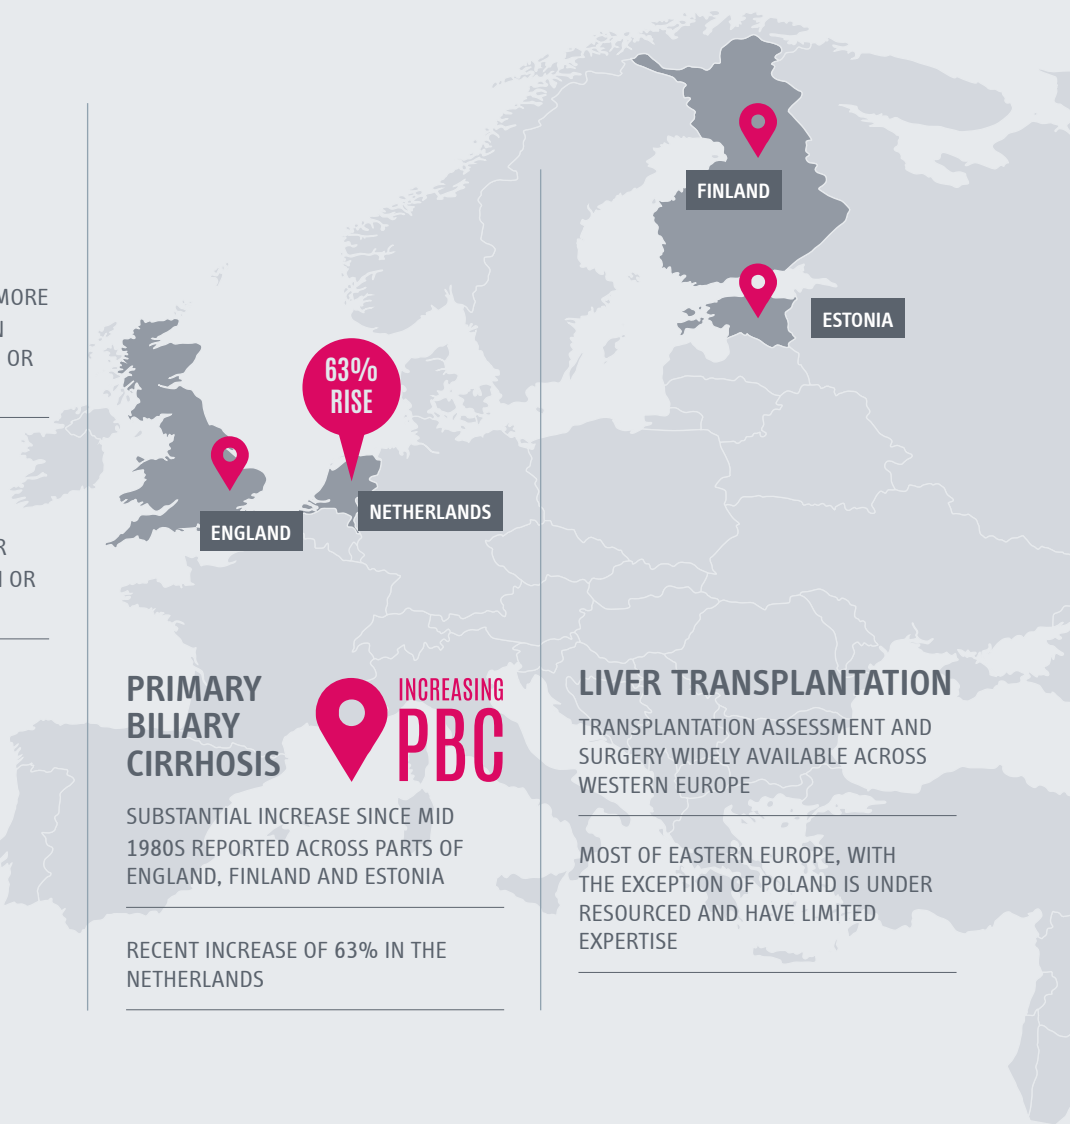 MORE
OR
OR
FINLAND
ESTONIA
63%
RISE
NETHERLANDS
ENGLAND
PRIMARY
BILIARY
CIRRHOSIS
INCREASING
PBC
SUBSTANTIAL INCREASE SINCE MID
1980S REPORTED ACROSS PARTS OF
ENGLAND, FINLAND AND ESTONIA
RECENT INCREASE OF 63% IN THE
NETHERLANDS
LIVER TRANSPLANTATION
TRANSPLANTATION ASSESSMENT AND
SURGERY WIDELY AVAILABLE ACROSS
WESTERN EUROPE
MOST OF EASTERN EUROPE, WITH
THE EXCEPTION OF POLAND IS UNDER
RESOURCED AND HAVE LIMITED
EXPERTISE